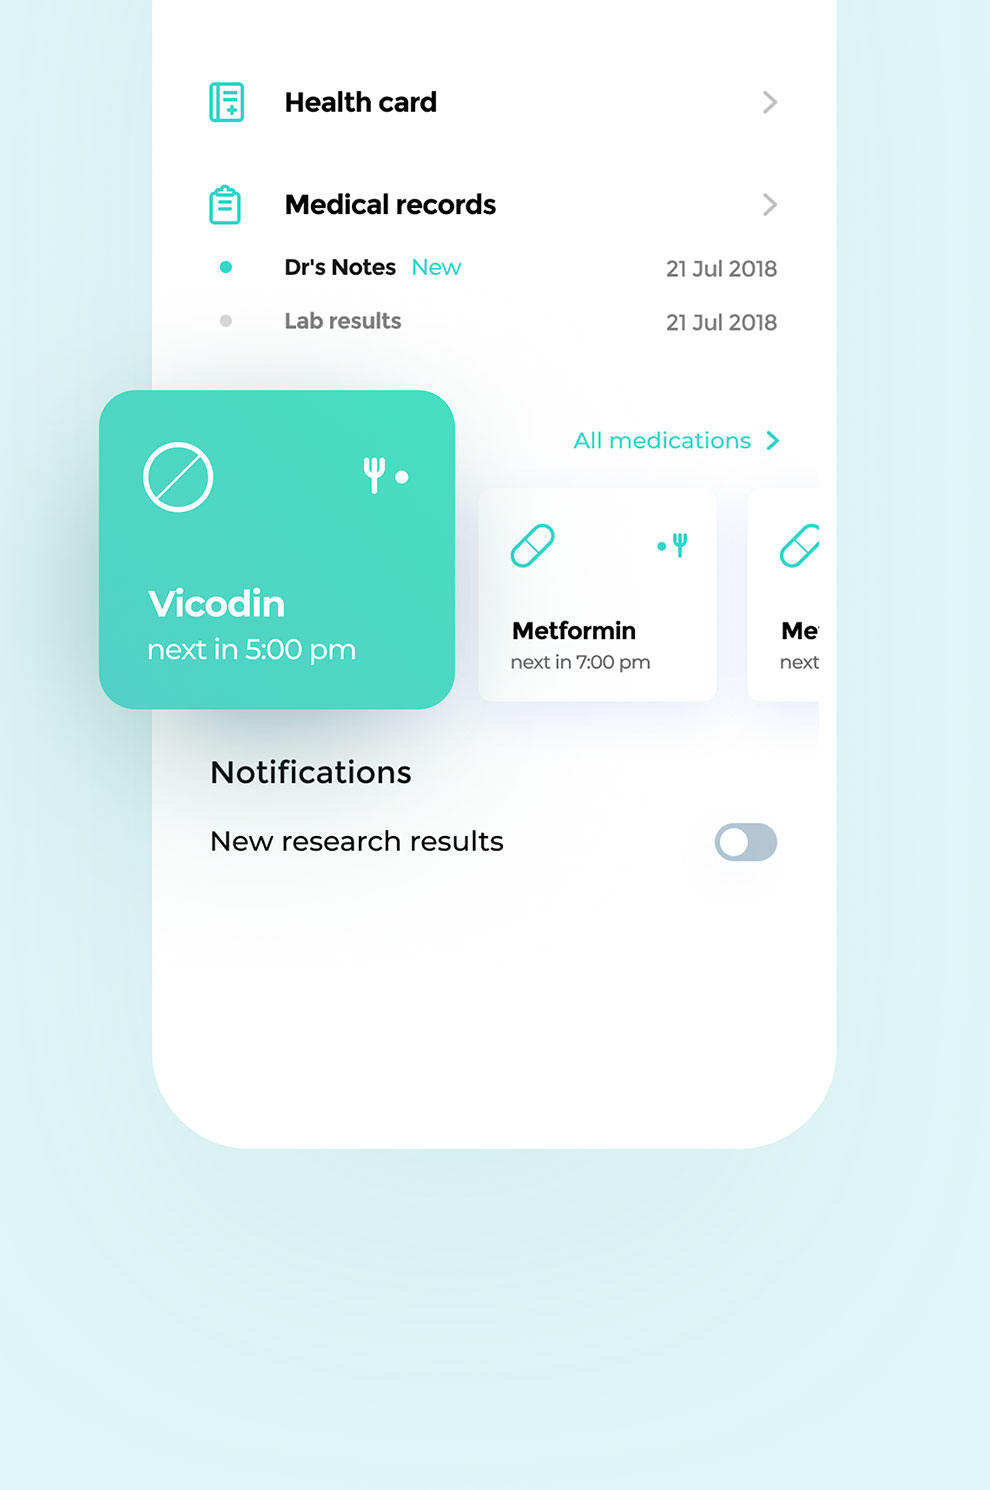 Health card
Medical records
Dr's Notes New 21 Jul 2018
Lab results 21 Jul 2018
All medications
Vicodin
next in 5:00 pm
Metformin
next in 7:00 pm
next
Notifications
New research results